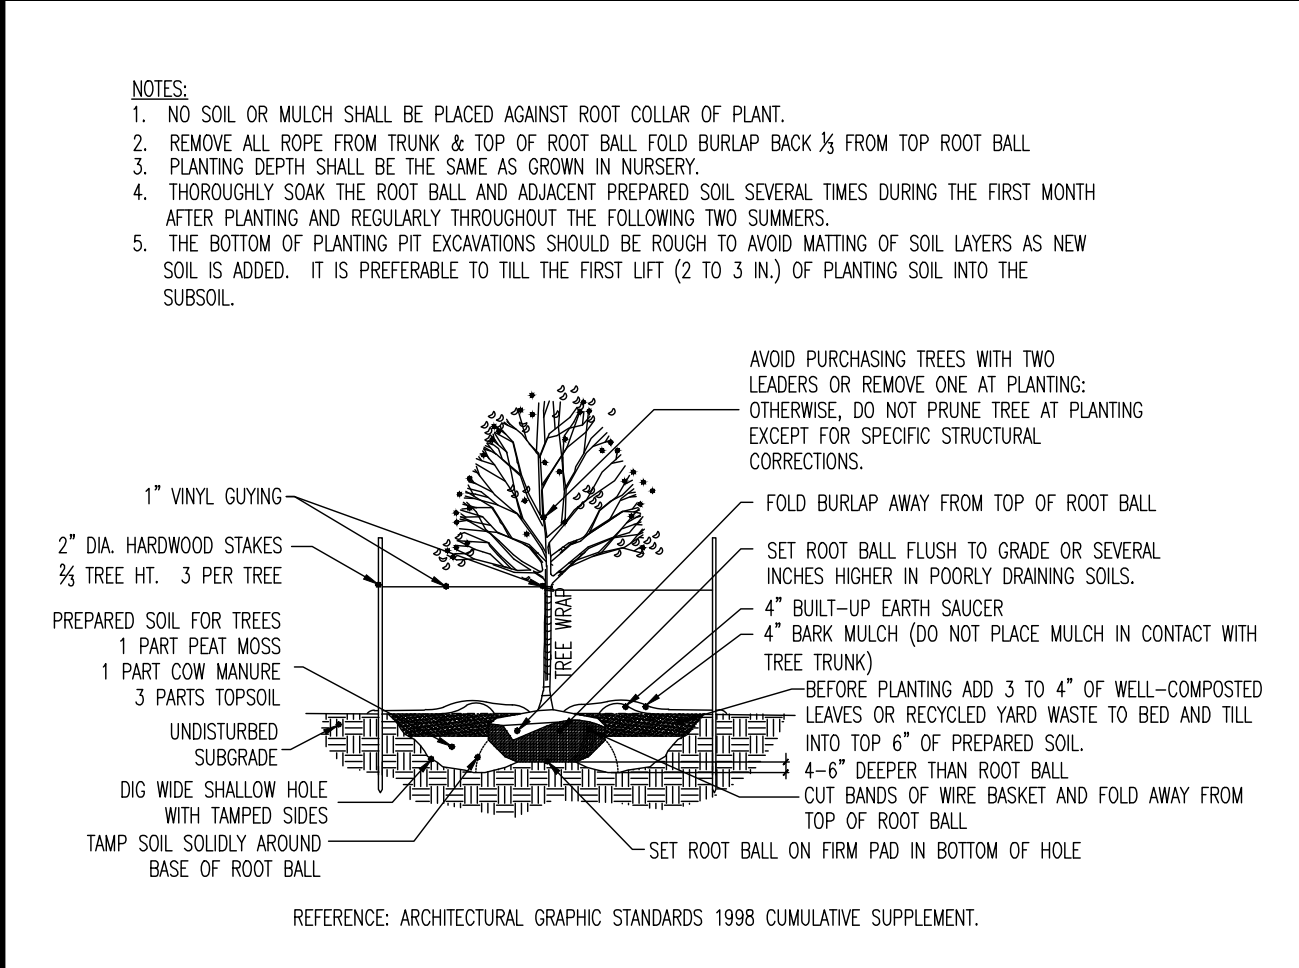 NOTES:
1. NO SOIL OR MULCH SHALL BE PLACED AGAINST ROOT COLLAR OF PLANT.
2. REMOVE ALL ROPE FROM TRUNK & TOP OF ROOT BALL FOLD BURLAP BACK ⅓ FROM TOP ROOT BALL
3. PLANTING DEPTH SHALL BE THE SAME AS GROWN IN NURSERY.
4. THOROUGHLY SOAK THE ROOT BALL AND ADJACENT PREPARED SOIL SEVERAL TIMES DURING THE FIRST MONTH
AFTER PLANTING AND REGULARLY THROUGHOUT THE FOLLOWING TWO SUMMERS.
5. THE BOTTOM OF PLANTING PIT EXCAVATIONS SHOULD BE ROUGH TO AVOID MATTING OF SOIL LAYERS AS NEW
SOIL IS ADDED. IT IS PREFERABLE TO TILL THE FIRST LIFT (2 TO 3 IN.) OF PLANTING SOIL INTO THE
SUBSOIL.
AVOID PURCHASING TREES WITH TWO
LEADERS OR REMOVE ONE AT PLANTING:
OTHERWISE, DO NOT PRUNE TREE AT PLANTING
EXCEPT FOR SPECIFIC STRUCTURAL
CORRECTIONS.
1” VINYL GUYING
2” DIA. HARDWOOD STAKES
⅔ TREE HT. 3 PER TREE
PREPARED SOIL FOR TREES
1 PART PEAT MOSS
1 PART COW MANURE
3 PARTS TOPSOIL
UNDISTURBED
SUBGRADE
DIG WIDE SHALLOW HOLE
WITH TAMPED SIDES
TAMP SOIL SOLIDLY AROUND
BASE OF ROOT BALL
TREE WRAP
FOLD BURLAP AWAY FROM TOP OF ROOT BALL
SET ROOT BALL FLUSH TO GRADE OR SEVERAL
INCHES HIGHER IN POORLY DRAINING SOILS.
4” BUILT-UP EARTH SAUCER
4” BARK MULCH (DO NOT PLACE MULCH IN CONTACT WITH
TREE TRUNK)
BEFORE PLANTING ADD 3 TO 4” OF WELL-COMPOSTED
LEAVES OR RECYCLED YARD WASTE TO BED AND TILL
INTO TOP 6” OF PREPARED SOIL.
4-6” DEEPER THAN ROOT BALL
CUT BANDS OF WIRE BASKET AND FOLD AWAY FROM
TOP OF ROOT BALL
SET ROOT BALL ON FIRM PAD IN BOTTOM OF HOLE
REFERENCE: ARCHITECTURAL GRAPHIC STANDARDS 1998 CUMULATIVE SUPPLEMENT.